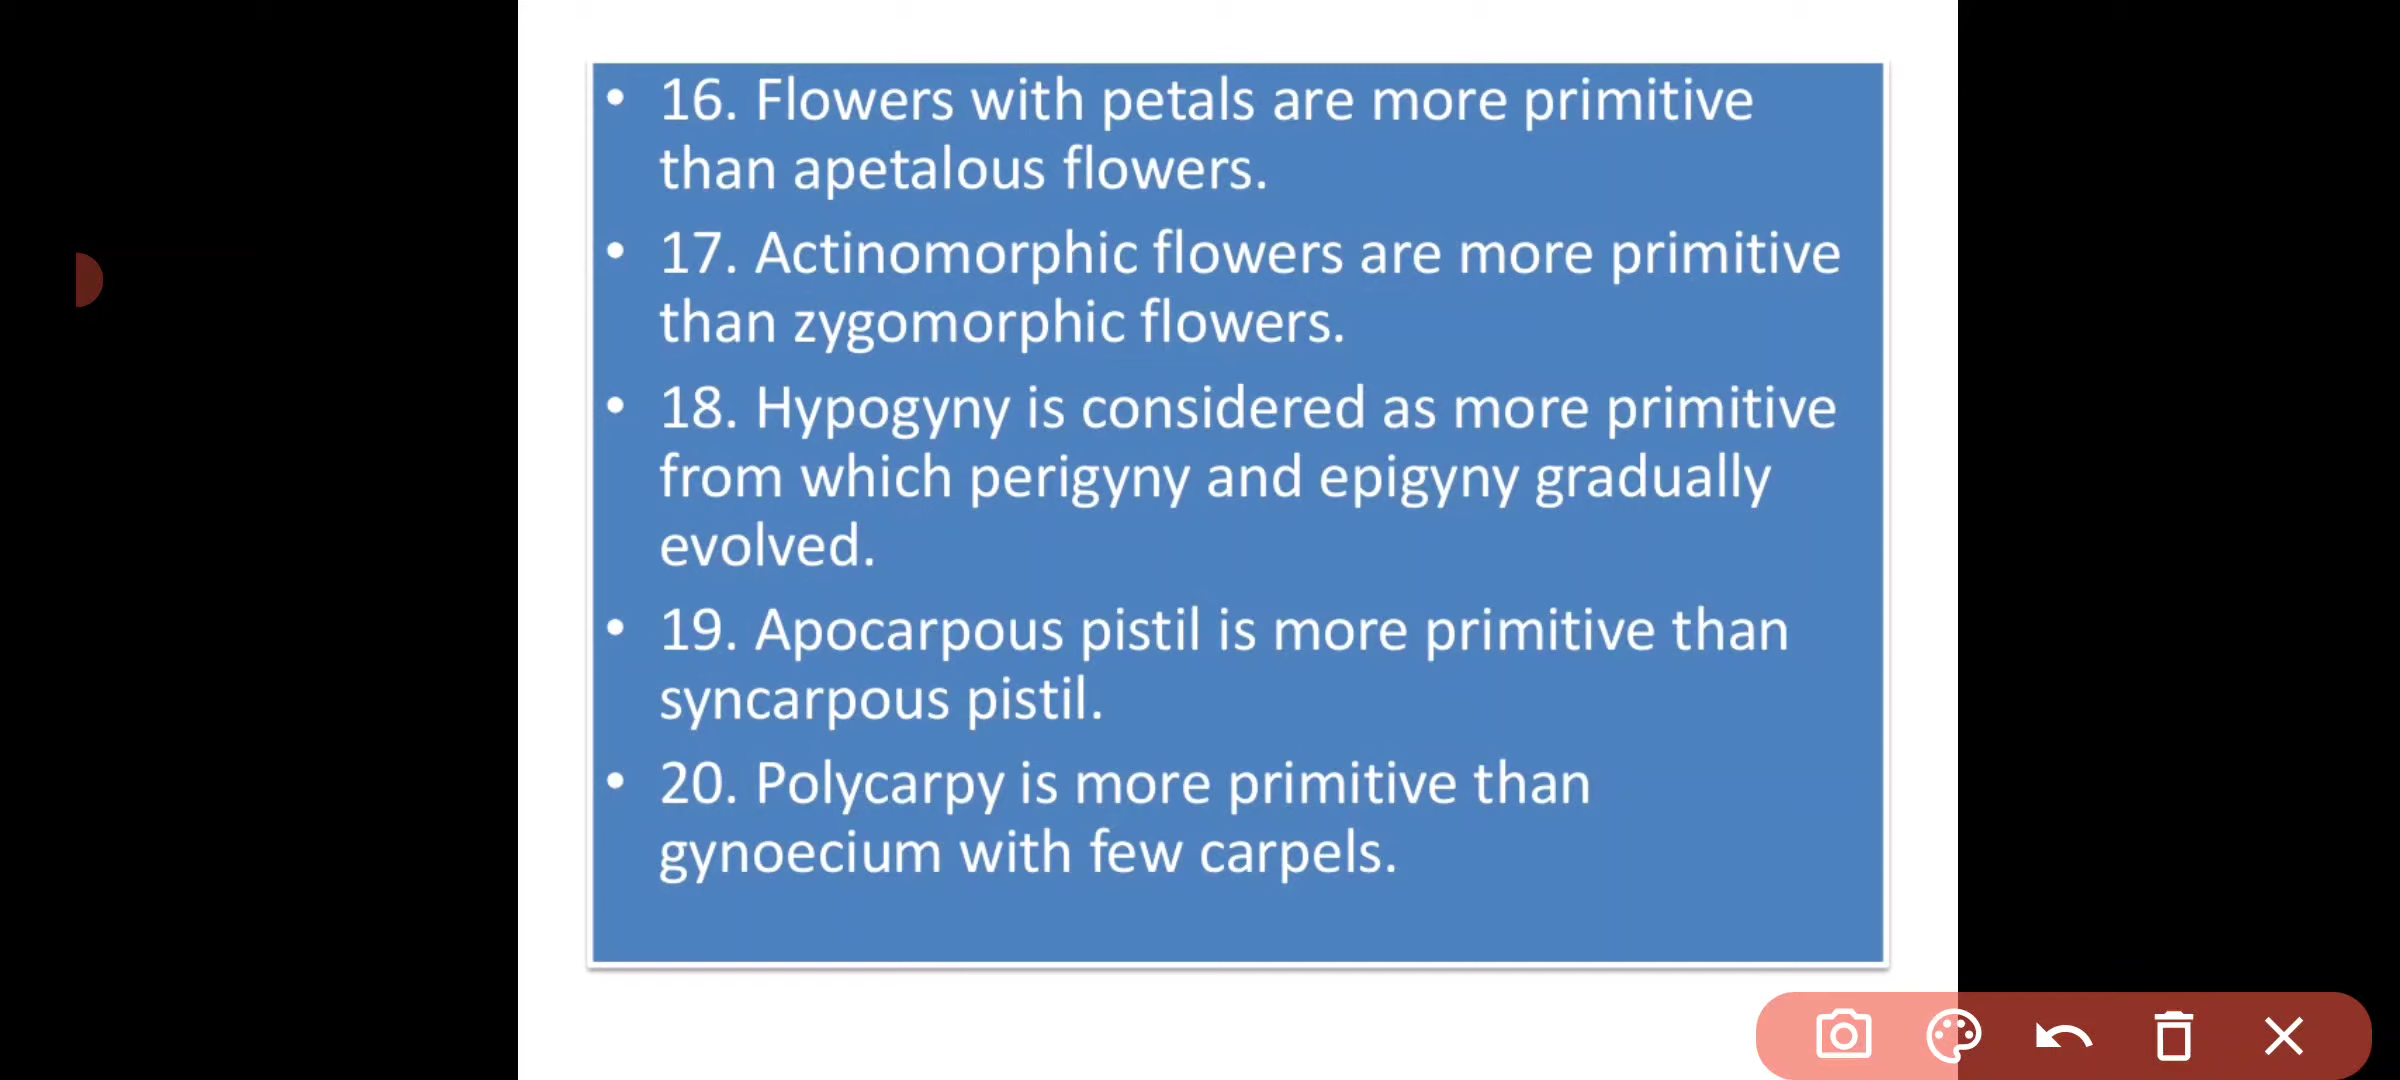 • 16. Flowers with petals are more primitive
than apetalous flowers.
• 17. Actinomorphic flowers are more primitive
than zygomorphic flowers.
• 18. Hypogyny is considered as more primitive
from which perigyny and epigyny gradually
evolved.
• 19. Apocarpous pistil is more primitive than
syncarpous pistil.
• 20. Polycarpy is more primitive than
gynoecium with few carpels.